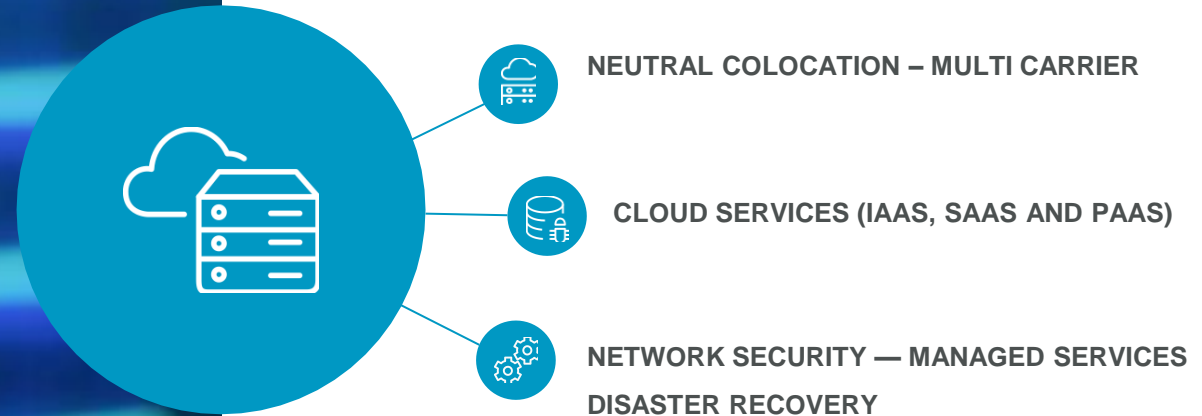 NEUTRAL COLOCATION – MULTI CARRIER
CLOUD SERVICES (IAAS, SAAS AND PAAS)
NETWORK SECURITY — MANAGED SERVICES
DISASTER RECOVERY